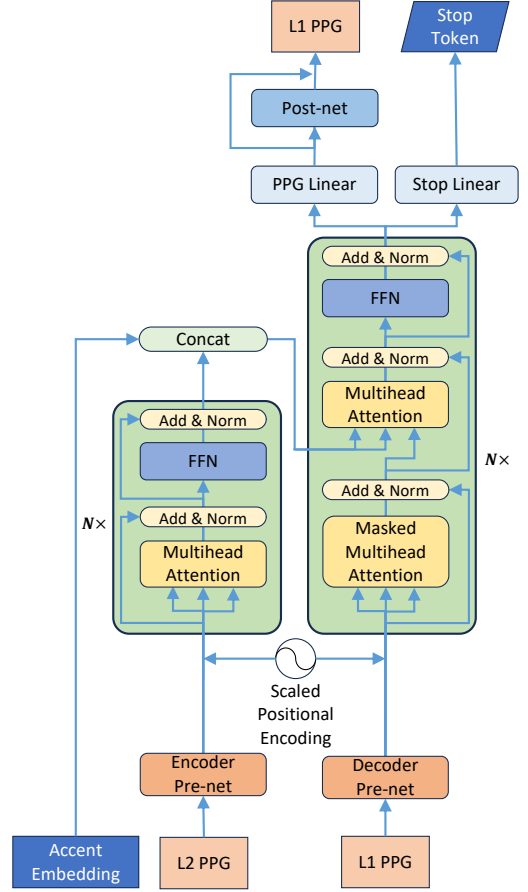 L1 PPG
Stop
Token
Post-net
PPG Linear
Stop Linear
Add & Norm
FFN
Add & Norm
Multihead
Attention
Add & Norm
Masked
Multihead
Attention
N×
Concat
Add & Norm
FFN
Add & Norm
Multihead
Attention
N×
Scaled
Positional
Encoding
Encoder
Pre-net
Decoder
Pre-net
Accent
Embedding
L2 PPG
L1 PPG